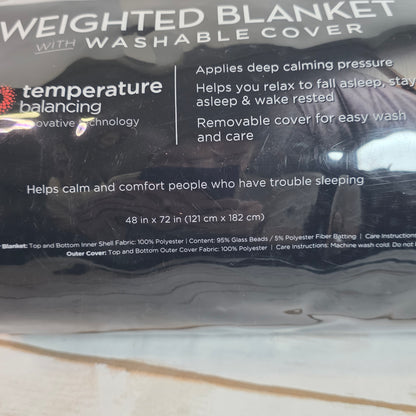 WEIGHTED BLANKET
WITH WASHABLE COVER
temperature
balancing
innovative technology
Applies deep calming pressure
Helps you relax to fall asleep, stay
asleep & wake rested
Removable cover for easy wash
and care
Helps calm and comfort people who have trouble sleeping
48 in x 72 in (121 cm x 182 cm)
Blanket: Top and Bottom Inner Shell Fabric: 100% Polyester | Content: 95% Glass Beads / 5% Polyester Fiber Batting | Care Instructions
Outer Cover: Top and Bottom Outer Cover Fabric: 100% Polyester | Care Instructions: Machine wash cold. Do not